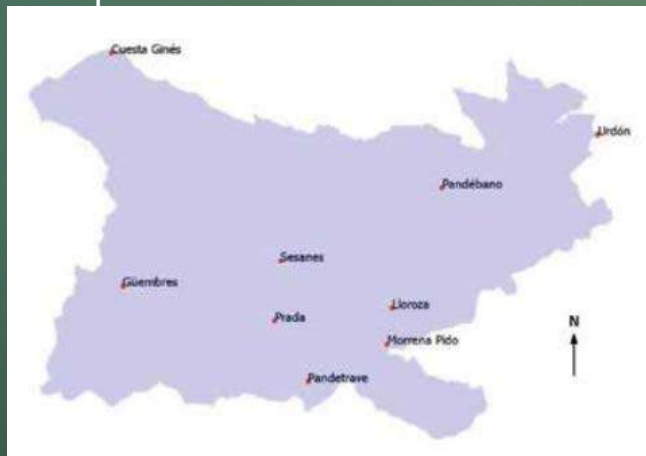 Cuesta Ginés
Urdón
Pandébano
Sesanes
Güembres
Lloroza
Prada
N
Morrena Pido
Pandetrave